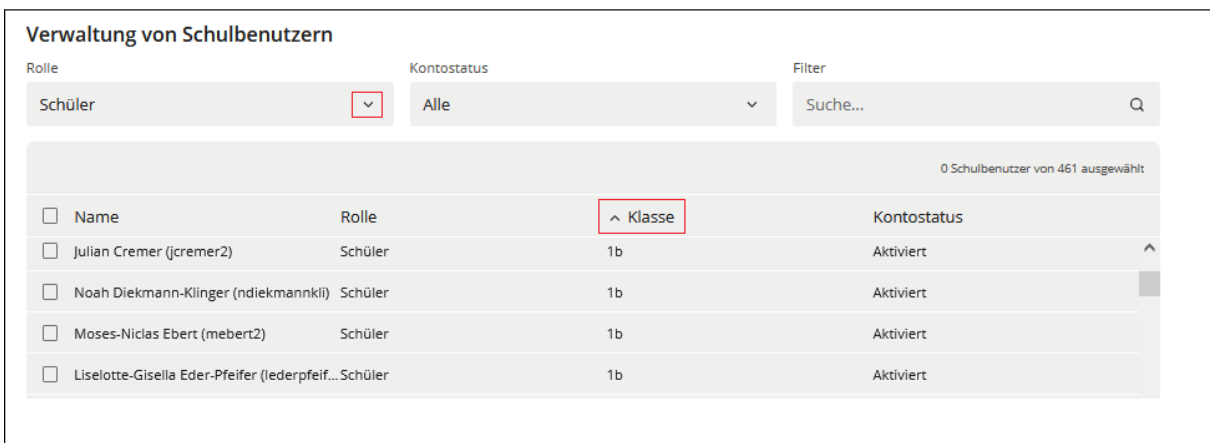 Verwaltung von Schulbenutzern
Rolle Kontostatus Filter
Schüler Alle Suche...
0 Schulbenutzer von 461 ausgewählt
Name Rolle Klasse Kontostatus
Julian Cremer (jcremer2) Schüler 1b Aktiviert
Noah Diekmann-Klinger (ndiekmannkli) Schüler 1b Aktiviert
Moses-Niclas Ebert (mebert2) Schüler 1b Aktiviert
Liselotte-Gisella Eder-Pfeifer (lederpfeif... Schüler 1b Aktiviert